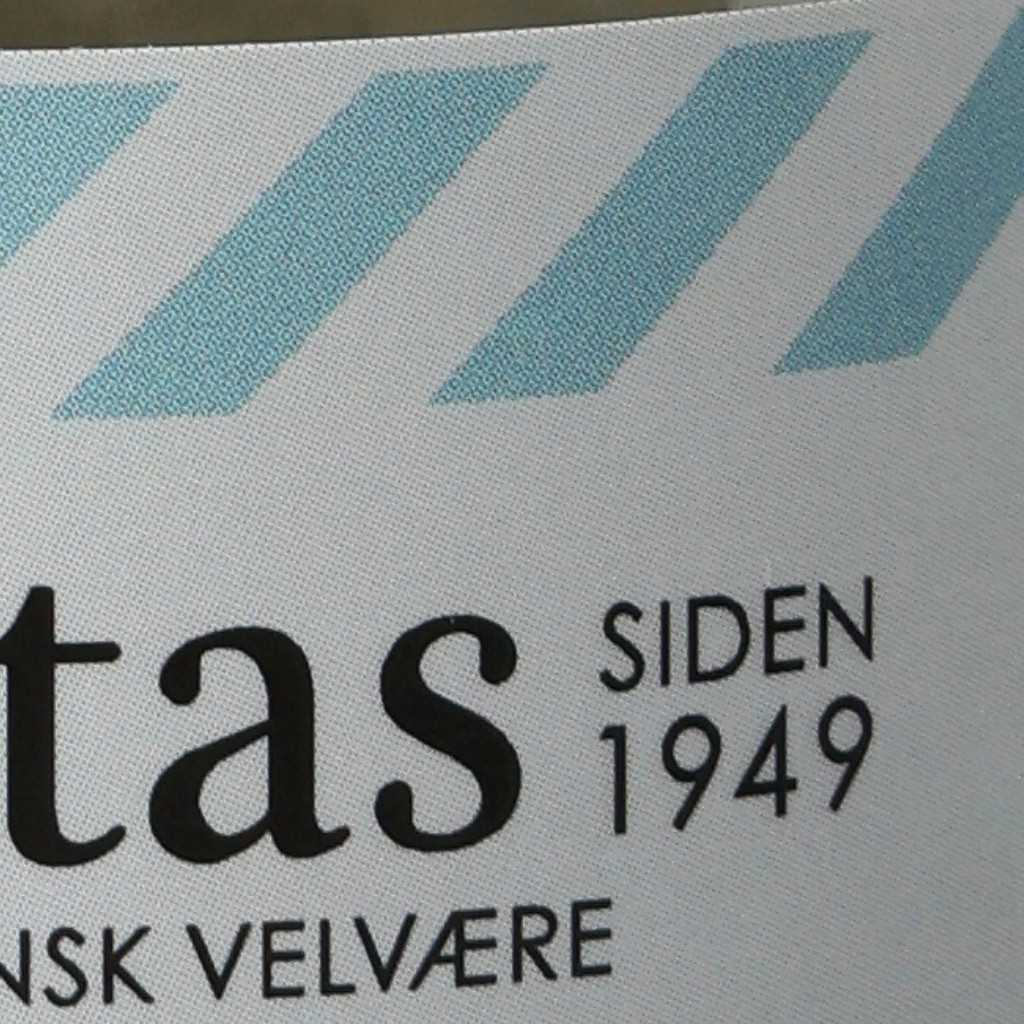 tas
SIDEN
1949
NSK VELVÆRE